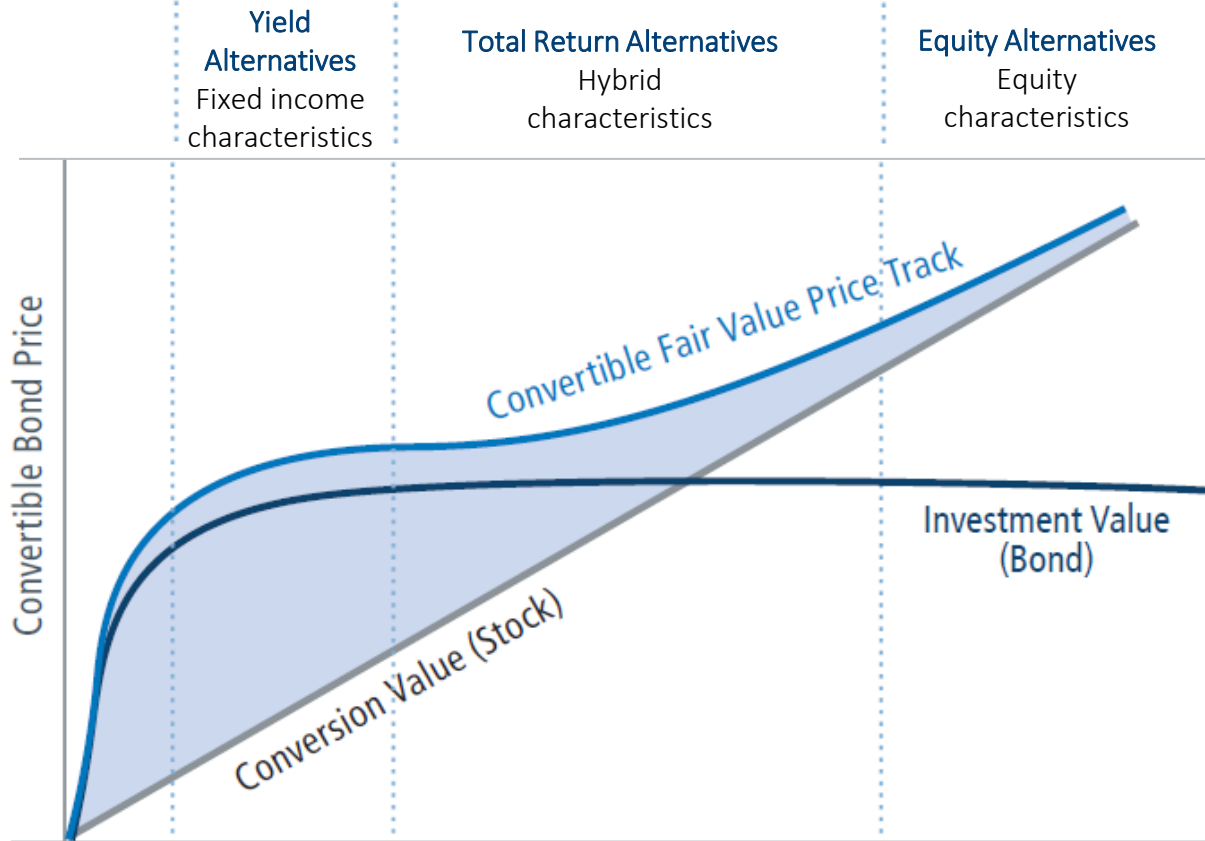 Yield
Alternatives
Fixed income
characteristics
Total Return Alternatives
Hybrid
characteristics
Equity Alternatives
Equity
characteristics
Convertible Bond Price
Convertible Fair Value Price Track
Investment Value
(Bond)
Conversion Value (Stock)